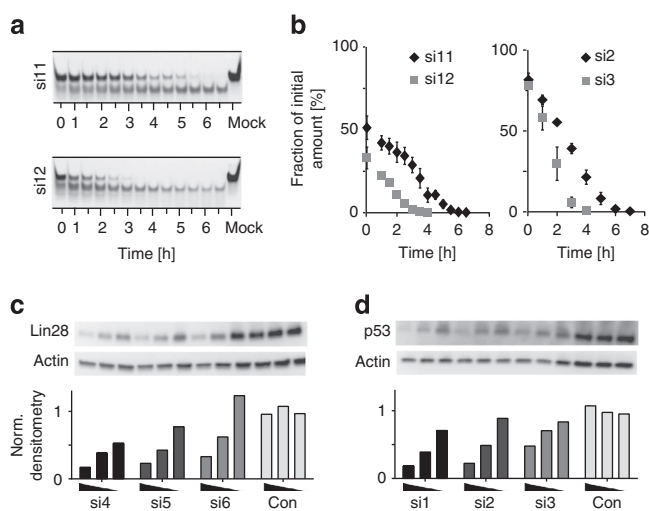 a
si11
0 1 2 3 4 5 6 Mock
si12
0 1 2 3 4 5 6 Mock
Time [h]
b
Fraction of initial
amount [%]
100
50
0
si11
si12
0 2 4 6 8
Time [h]
100
50
0
si2
si3
0 2 4 6 8
Time [h]
c
Lin28
Actin
Norm.
densitometry
1
0
si4 si5 si6 Con
d
p53
Actin
1
0
si1 si2 si3 Con